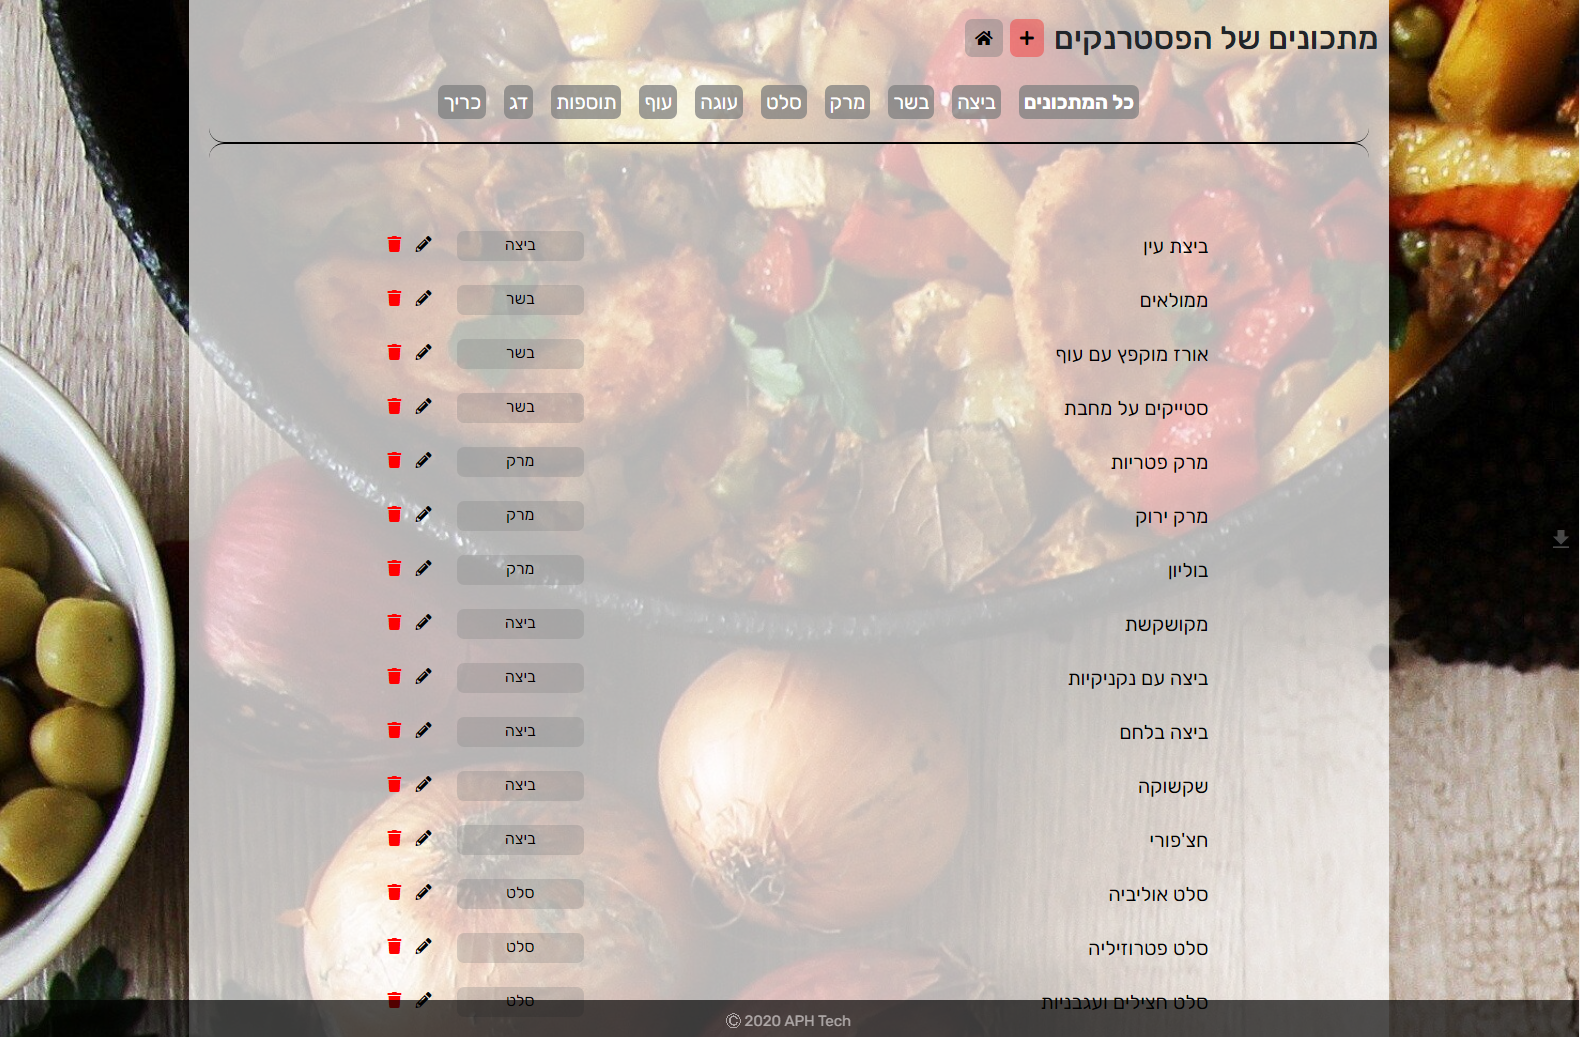 מתכונים של הפסטרנקים
כל המתכונים ביצה בשר מרק סלט עוגה עוף תוספות דג כריך
ביצת עין ביצה
ממולאים בשר
אורז מוקפץ עם עוף בשר
סטייקים על מחבת בשר
מרק פטריות מרק
מרק ירוק מרק
בוליון מרק
מקושקשת ביצה
ביצה עם נקניקיות ביצה
ביצה בלחם ביצה
שקשוקה ביצה
חצ'פורי ביצה
סלט אוליביה סלט
סלט פטרוזיליה סלט
סלט חצילים ועגבניות סלט
© 2020 APH Tech